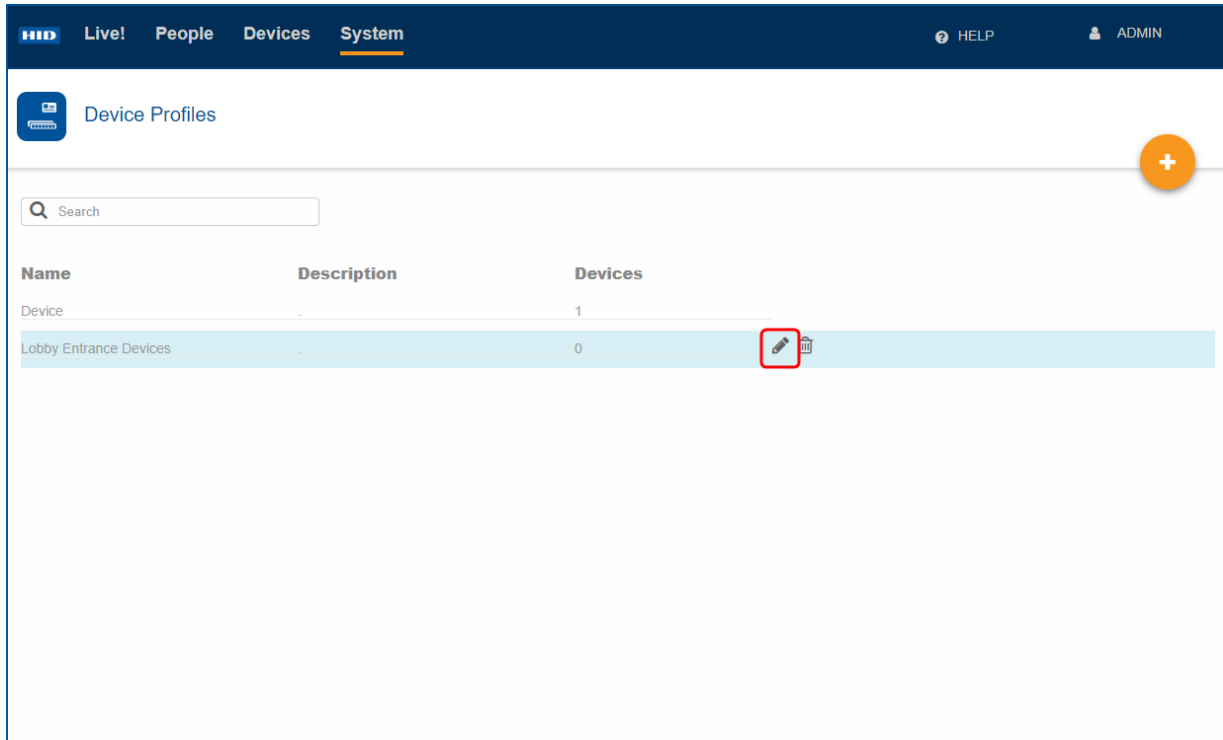 HID Live! People Devices System HELP ADMIN
Device Profiles
Search
Name Description Devices
Device . 1
Lobby Entrance Devices . 0